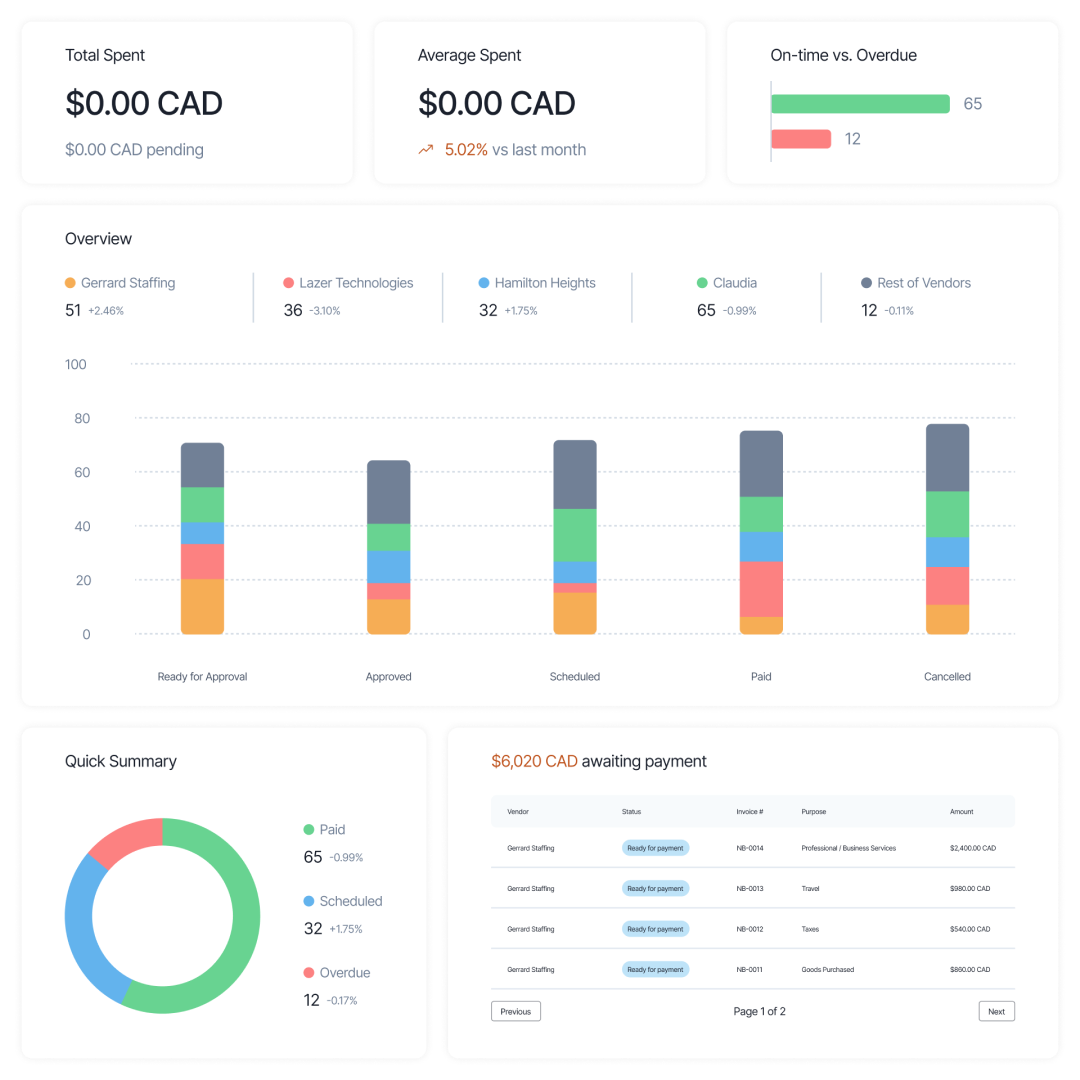 Total Spent
$0.00 CAD
$0.00 CAD pending
Average Spent
$0.00 CAD
5.02% vs last month
On-time vs. Overdue
65
12
Overview
Gerrard Staffing
51 +2.46%
Lazer Technologies
36 -3.10%
Hamilton Heights
32 +1.75%
Claudia
65 -0.99%
Rest of Vendors
12 -0.11%
100
80
60
40
20
0
Ready for Approval Approved Scheduled Paid Cancelled
Quick Summary
Paid
65 -0.99%
Scheduled
32 +1.75%
Overdue
12 -0.17%
$6,020 CAD awaiting payment
Vendor Status Invoice # Purpose Amount
Gerrard Staffing Ready for payment NB-0014 Professional / Business Services $2,400.00 CAD
Gerrard Staffing Ready for payment NB-0013 Travel $980.00 CAD
Gerrard Staffing Ready for payment NB-0012 Taxes $540.00 CAD
Gerrard Staffing Ready for payment NB-0011 Goods Purchased $860.00 CAD
Previous Page 1 of 2 Next